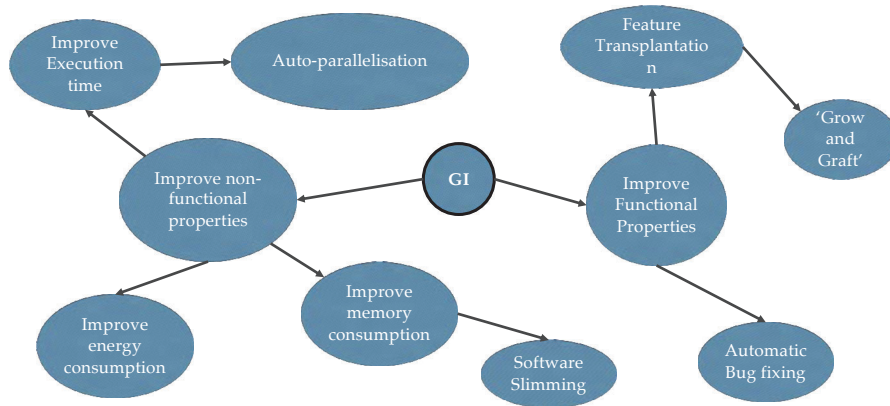 Improve
Execution
time
Auto-parallelisation
Feature
Transplantatio
n
'Grow
and
Graft'
GI
Improve non-
functional
properties
Improve
Functional
Properties
Improve
energy
consumption
Improve
memory
consumption
Software
Slimming
Automatic
Bug fixing